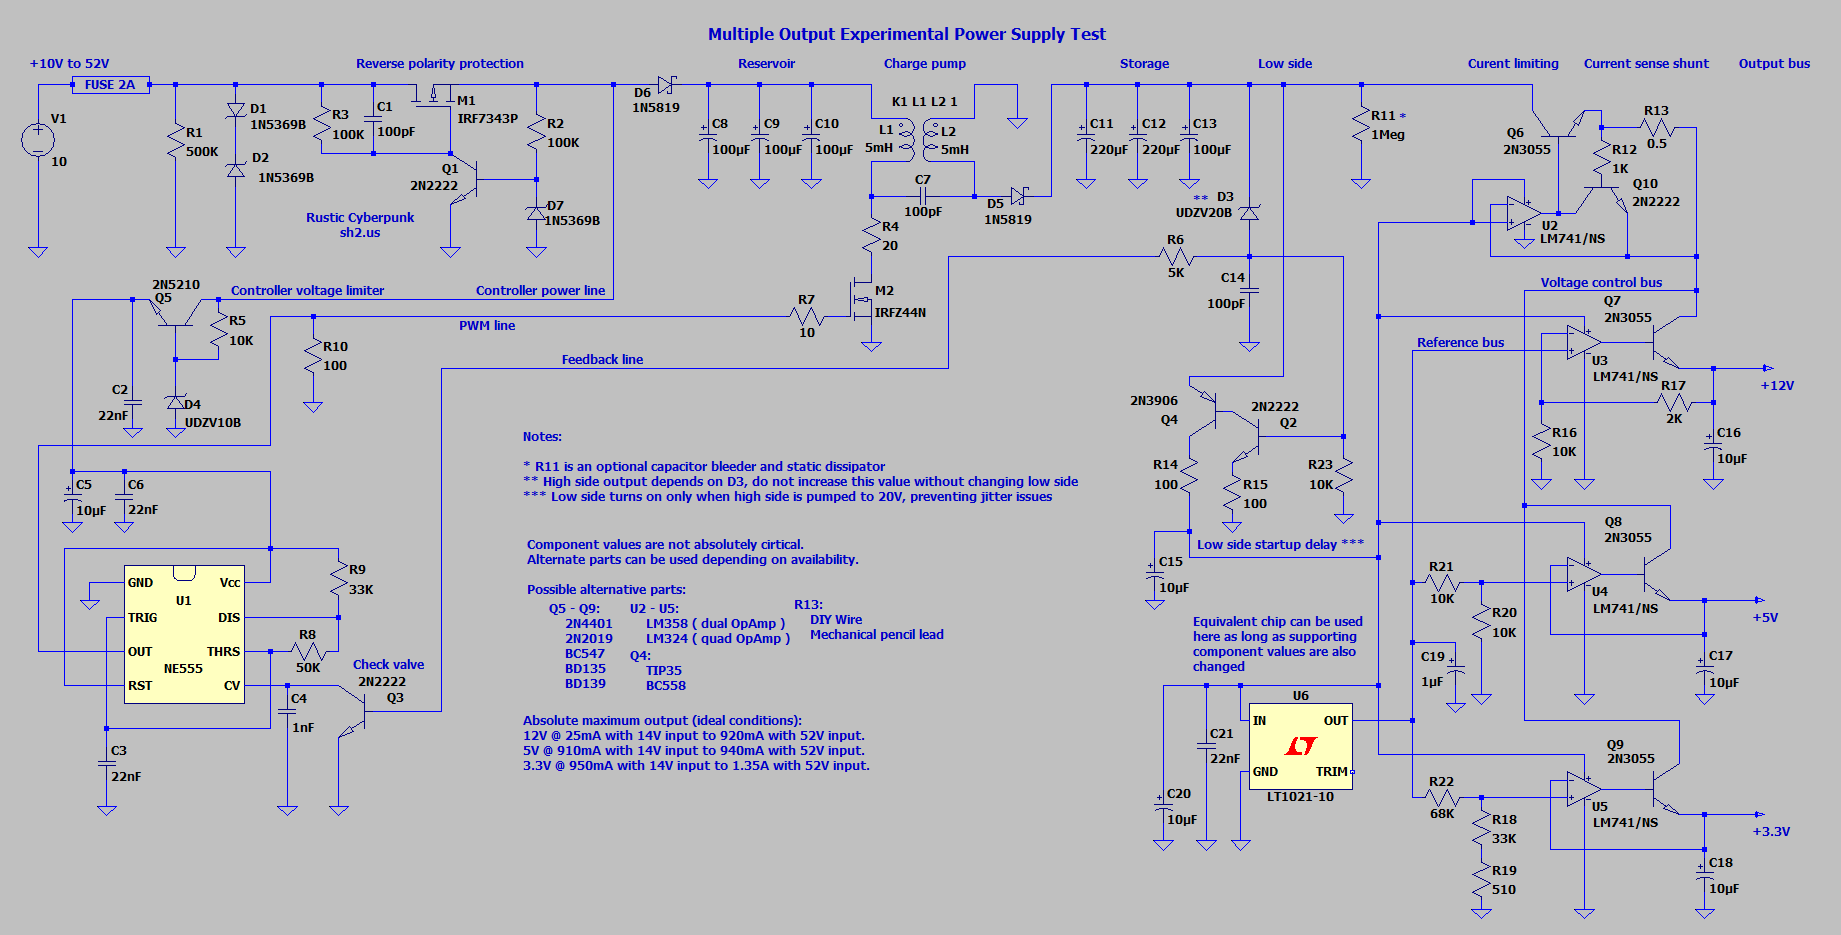 Multiple Output Experimental Power Supply Test
+10V to 52V
FUSE 2A
Reverse polarity protection
Reservoir
Charge pump
Storage
Low side
Curent limiting
Current sense shunt
Output bus
V1
10
R1
500K
D1
1N5369B
D2
1N5369B
R3
100K
C1
100pF
M1
IRF7343P
R2
100K
Q1
2N2222
D7
1N5369B
Rustic Cyberpunk
sh2.us
D6
1N5819
C8
100µF
C9
100µF
C10
100µF
K1 L1 L2 1
L1
5mH
L2
5mH
C7
100pF
D5
1N5819
R4
20
M2
IRFZ44N
C11
220µF
C12
220µF
C13
100µF
** D3
UDZV20B
R11 *
1Meg
R6
5K
C14
100pF
Q6
2N3055
R13
0.5
R12
1K
Q10
2N2222
U2
LM741/NS
2N5210
Q5
Controller voltage limiter
Controller power line
R5
10K
C2
22nF
D4
UDZV10B
PWM line
R10
100
R7
10
Feedback line
Voltage control bus
Q7
2N3055
Reference bus
U3
LM741/NS
+12V
R17
2K
R16
10K
C16
10µF
2N3906
Q4
2N2222
Q2
R14
100
R15
100
R23
10K
Low side startup delay ***
C15
10µF
Notes:
* R11 is an optional capacitor bleeder and static dissipator
** High side output depends on D3, do not increase this value without changing low side
*** Low side turns on only when high side is pumped to 20V, preventing jitter issues
Component values are not absolutely cirtical.
Alternate parts can be used depending on availability.
Possible alternative parts:
Q5 - Q9:
2N4401
2N2019
BC547
BD135
BD139
U2 - U5:
LM358 ( dual OpAmp )
LM324 ( quad OpAmp )
Q4:
TIP35
BC558
R13:
DIY Wire
Mechanical pencil lead
Absolute maximum output (ideal conditions):
12V @ 25mA with 14V input to 920mA with 52V input.
5V @ 910mA with 14V input to 940mA with 52V input.
3.3V @ 950mA with 14V input to 1.35A with 52V input.
C5
10µF
C6
22nF
GND
Vcc
U1
TRIG
DIS
OUT
THRS
NE555
RST
CV
R9
33K
R8
50K
Check valve
2N2222
Q3
C4
1nF
C3
22nF
Q8
2N3055
R21
10K
U4
LM741/NS
R20
10K
+5V
C17
10µF
C19
1µF
Equivalent chip can be used
here as long as supporting
component values are also
changed
U6
IN
OUT
GND
TRIM
LT1021-10
C21
22nF
C20
10µF
Q9
2N3055
R22
68K
U5
LM741/NS
R18
33K
R19
510
+3.3V
C18
10µF